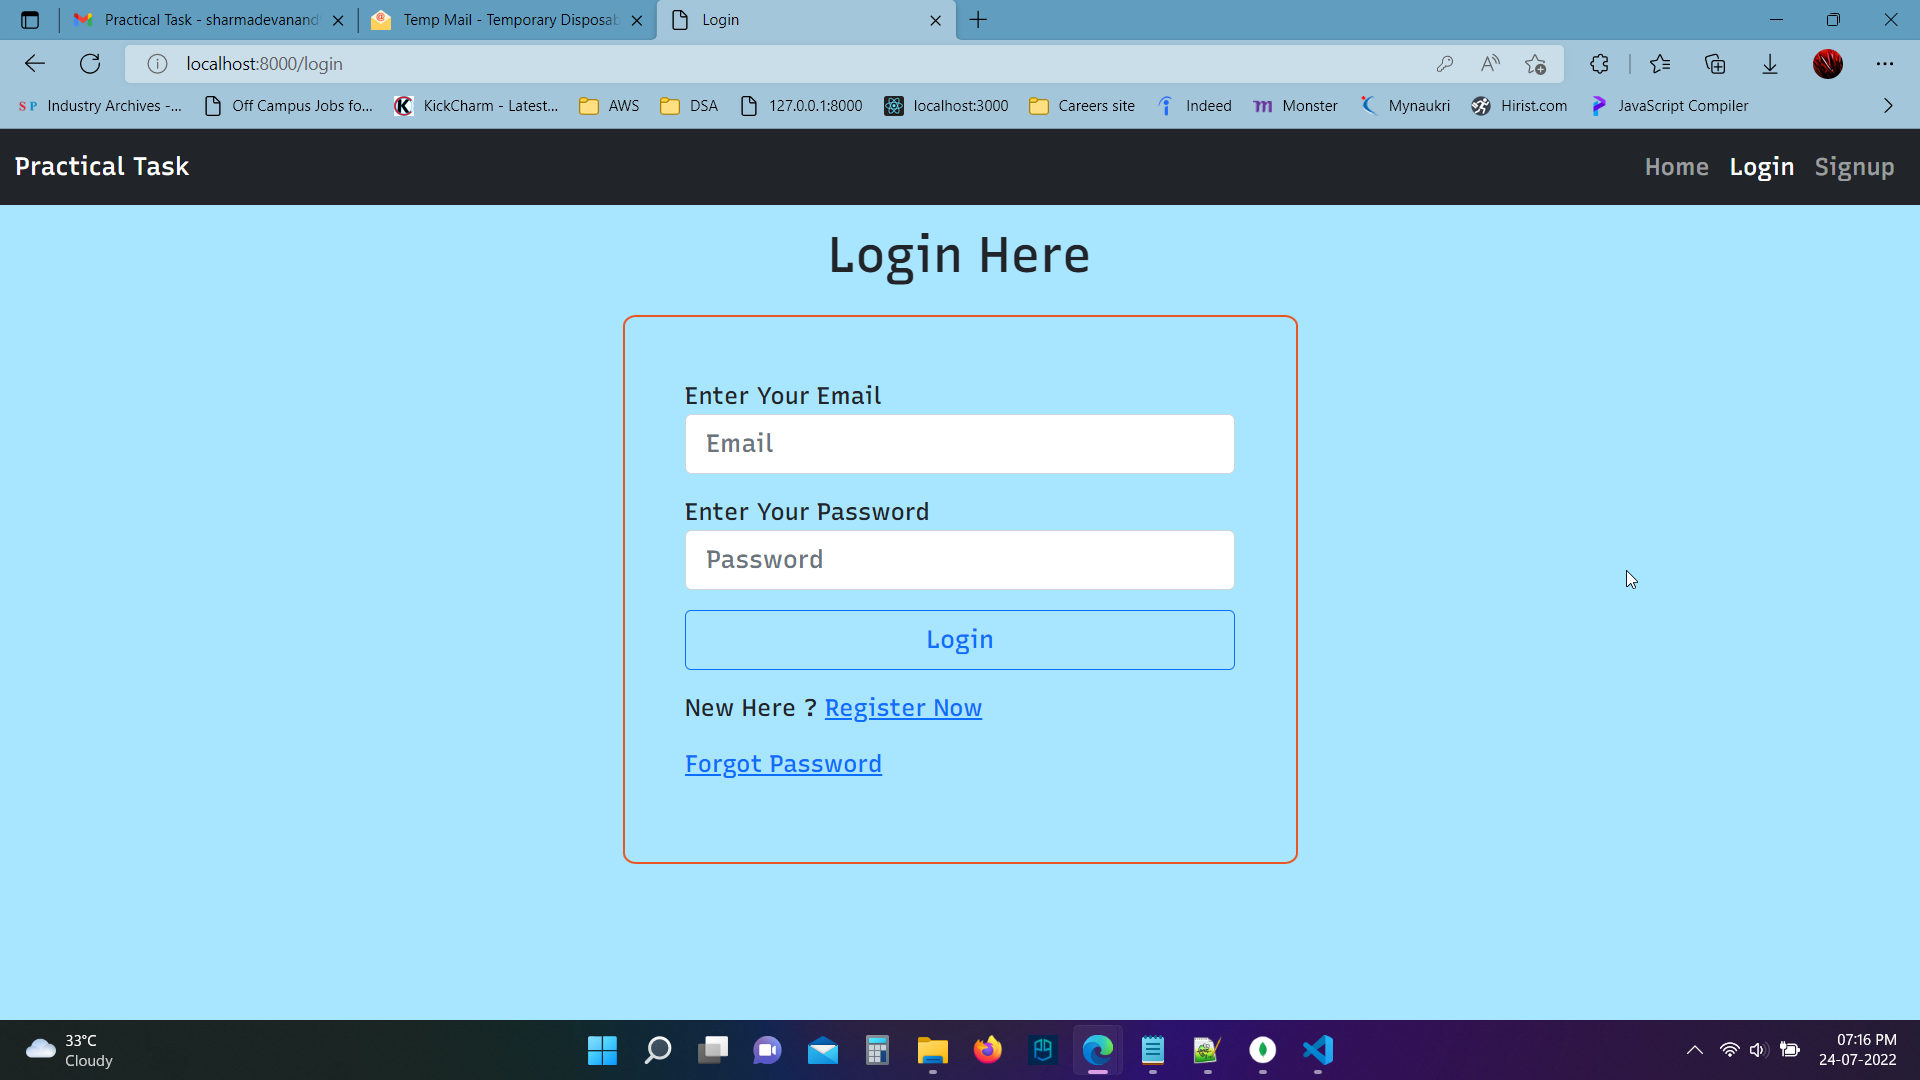 Practical Task - sharmadevanand
Temp Mail - Temporary Disposab
Login
localhost:8000/login
SP Industry Archives -...
Off Campus Jobs fo...
K KickCharm - Latest...
AWS
DSA
127.0.0.1:8000
localhost:3000
Careers site
Indeed
m Monster
Mynaukri
Hirist.com
JavaScript Compiler
Practical Task
Home
Login
Signup
Login Here
Enter Your Email
Email
Enter Your Password
Password
Login
New Here ? Register Now
Forgot Password
33°C
Cloudy
07:16 PM
24-07-2022